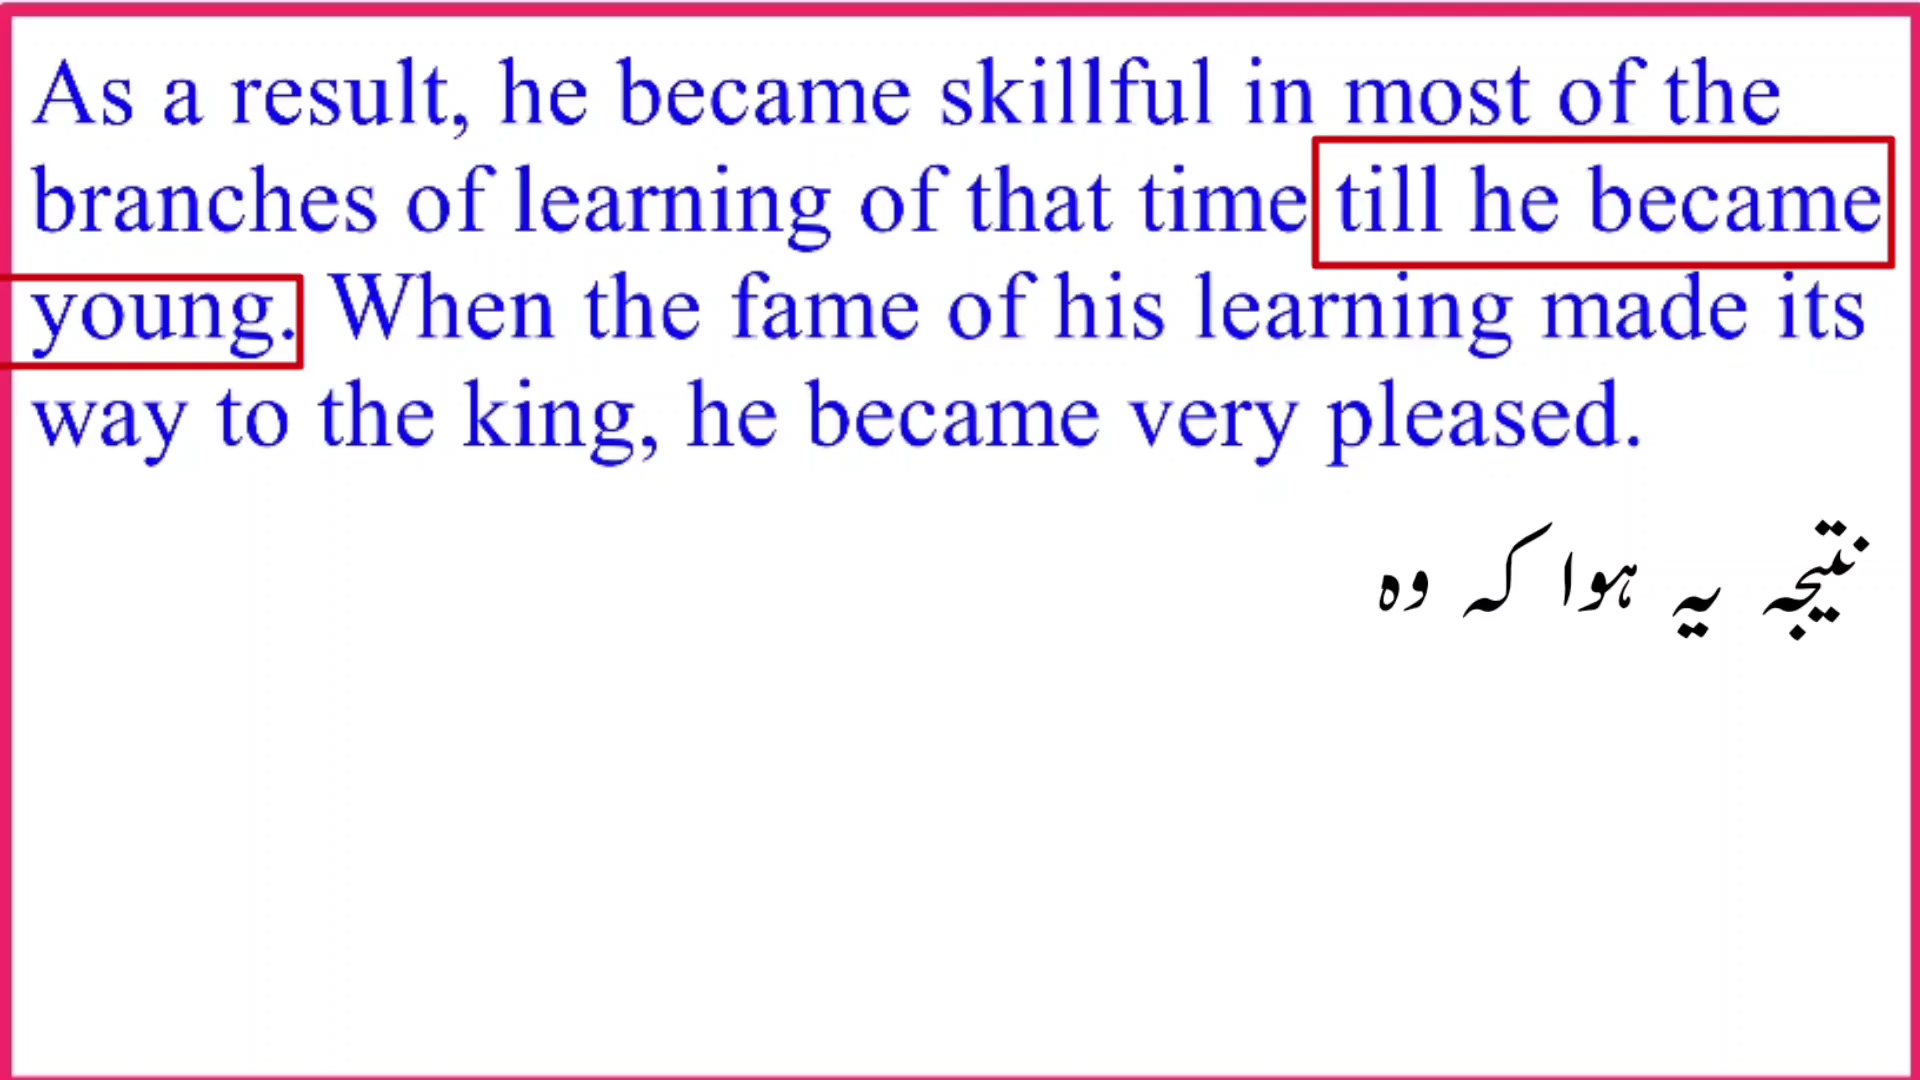 As a result, he became skillful in most of the
branches of learning of that time till he became
young. When the fame of his learning made its
way to the king, he became very pleased.
نتیجہ یہ ہوا کہ وہ